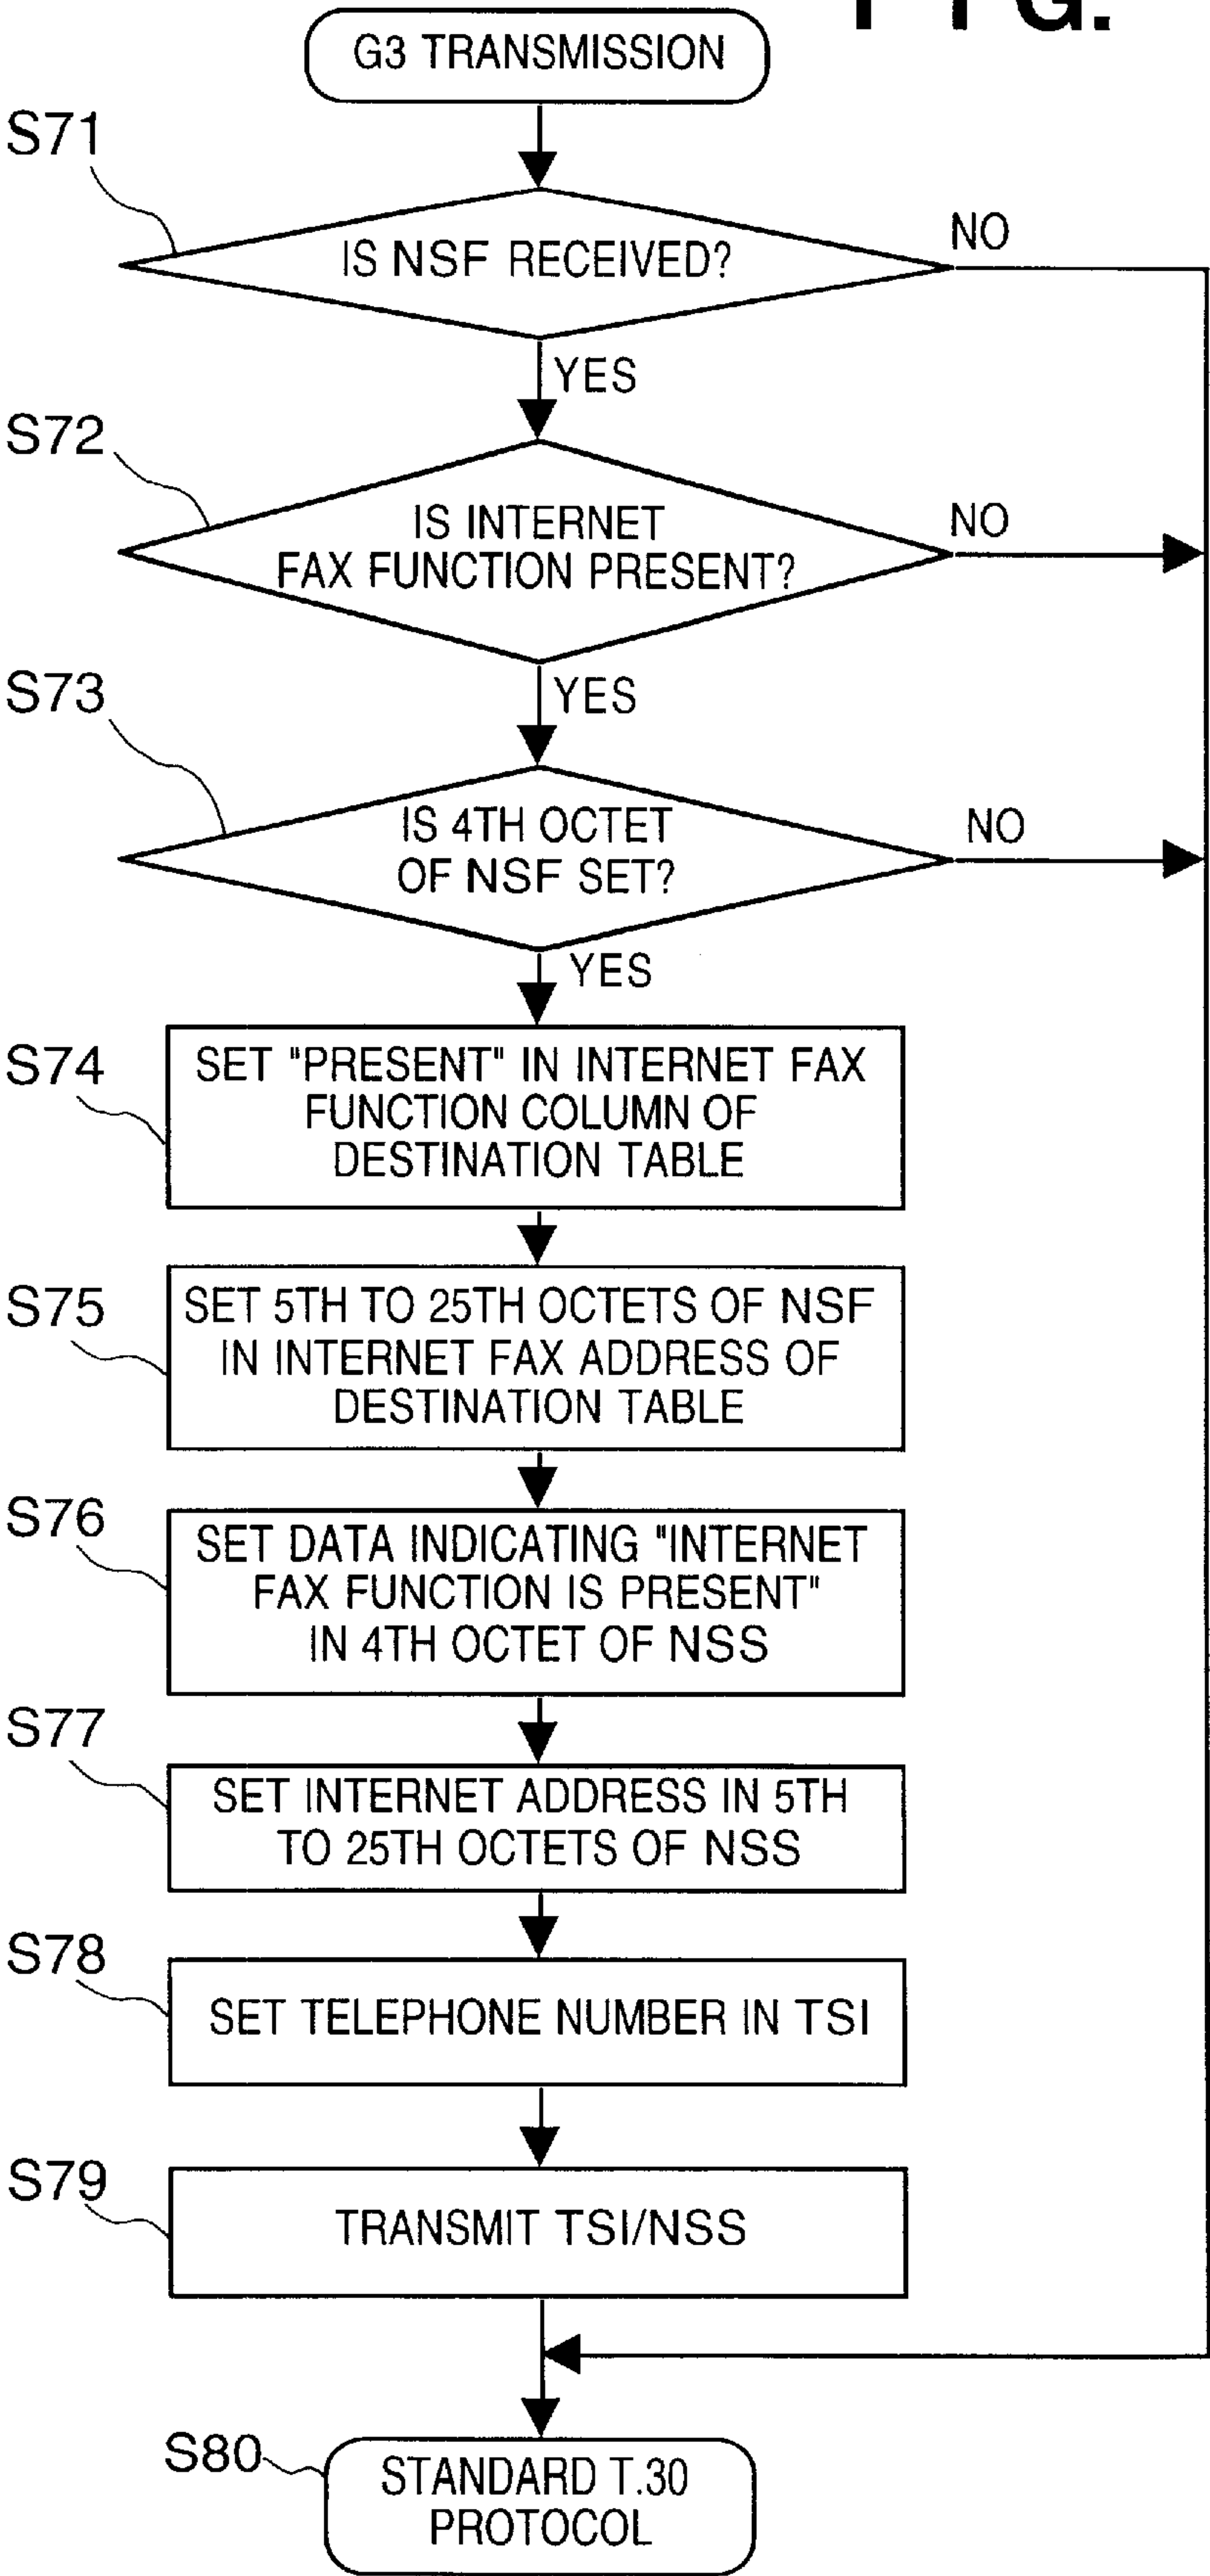 FIG.
G3 TRANSMISSION
S71
IS NSF RECEIVED?
NO
YES
S72
IS INTERNET
FAX FUNCTION PRESENT?
NO
YES
S73
IS 4TH OCTET
OF NSF SET?
NO
YES
S74
SET "PRESENT" IN INTERNET FAX
FUNCTION COLUMN OF
DESTINATION TABLE
S75
SET 5TH TO 25TH OCTETS OF NSF
IN INTERNET FAX ADDRESS OF
DESTINATION TABLE
S76
SET DATA INDICATING "INTERNET
FAX FUNCTION IS PRESENT"
IN 4TH OCTET OF NSS
S77
SET INTERNET ADDRESS IN 5TH
TO 25TH OCTETS OF NSS
S78
SET TELEPHONE NUMBER IN TSI
S79
TRANSMIT TSI/NSS
S80
STANDARD T.30
PROTOCOL